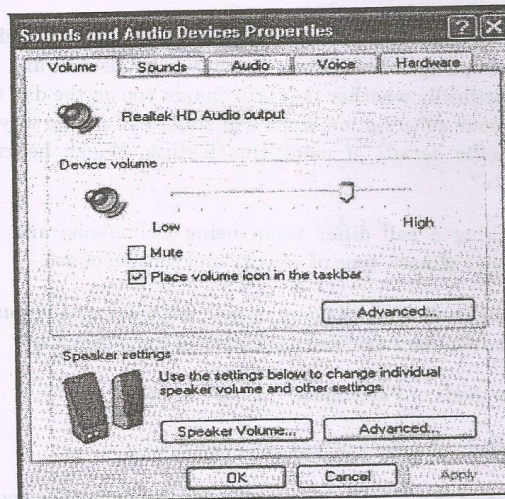 Sounds and Audio Devices Properties
Volume Sounds Audio Voice Hardware
Realtek HD Audio output
Device volume
Low High
Mute
Place volume icon in the taskbar
Advanced...
Speaker settings
Use the settings below to change individual
speaker volume and other settings.
Speaker Volume... Advanced...
OK Cancel Apply